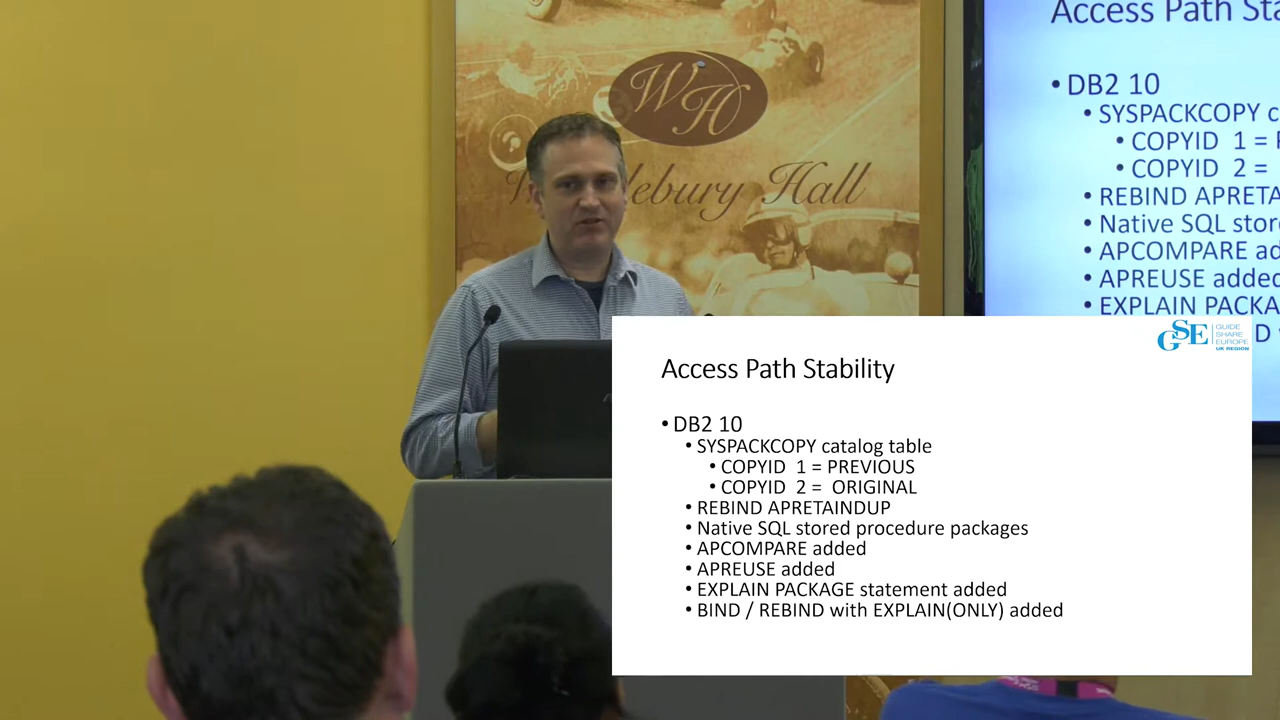 WH
Hall
Access Path Sta
• DB2 10
• SYSPACKCOPY c
• COPYID 1 =
• COPYID 2 =
• REBIND APRETA
• Native SQL stor
• APCOMPARE ad
• APREUSE added
• EXPLAIN PACKA
D
GSE
GUIDE
SHARE
EUROPE
UK REGION
Access Path Stability
• DB2 10
• SYSPACKCOPY catalog table
• COPYID 1 = PREVIOUS
• COPYID 2 = ORIGINAL
• REBIND APRETAINDUP
• Native SQL stored procedure packages
• APCOMPARE added
• APREUSE added
• EXPLAIN PACKAGE statement added
• BIND / REBIND with EXPLAIN(ONLY) added